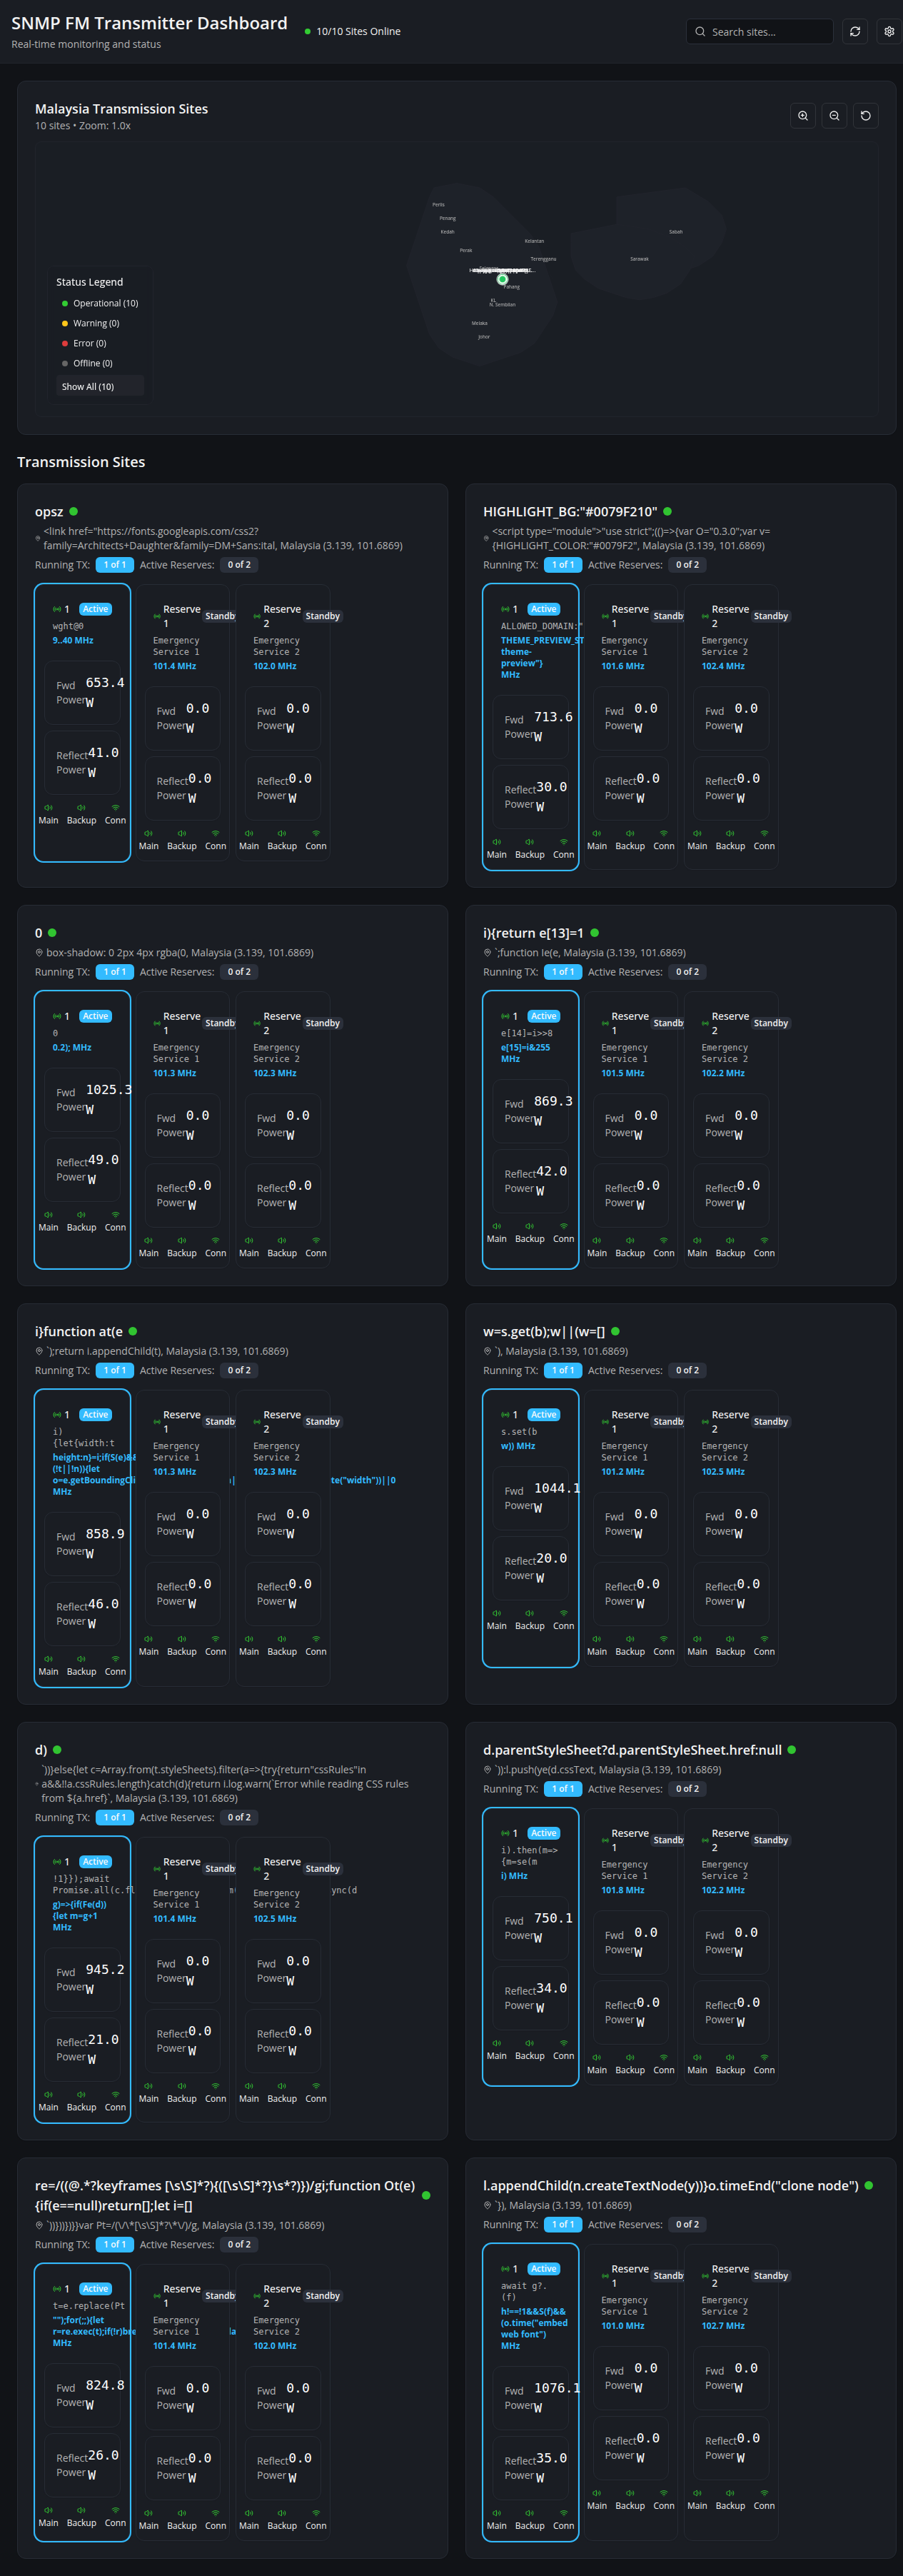 SNMP FM Transmitter Dashboard
Real-time monitoring and status
10/10 Sites Online
Search sites...
Malaysia Transmission Sites
10 sites • Zoom: 1.0x
Perlis
Penang
Kedah
Perak
Kelantan
Terengganu
Sabah
Sarawak
Pahang
KL
N. Sembilan
Melaka
Johor
Status Legend
Operational (10)
Warning (0)
Error (0)
Offline (0)
Show All (10)
Transmission Sites
opsz
<link href="https://fonts.googleapis.com/css2?
family=Architects+Daughter&family=DM+Sans:ital, Malaysia (3.139, 101.6869)
Running TX: 1 of 1 Active Reserves: 0 of 2
1 Active
wght@0
9..40 MHz
Fwd Power 653.4 W
Reflect Power 41.0 W
Main Backup Conn
Reserve 1 Standby
Emergency Service 1
101.4 MHz
Fwd Power 0.0 W
Reflect Power 0.0 W
Main Backup Conn
Reserve 2 Standby
Emergency Service 2
102.0 MHz
Fwd Power 0.0 W
Reflect Power 0.0 W
Main Backup Conn
HIGHLIGHT_BG:"#0079F210"
<script type="module">"use strict";(()=>{var O="0.3.0";var v=
{HIGHLIGHT_COLOR:"#0079F2", Malaysia (3.139, 101.6869)
Running TX: 1 of 1 Active Reserves: 0 of 2
1 Active
ALLOWED_DOMAIN:"
THEME_PREVIEW_ST
theme-
preview"}
MHz
Fwd Power 713.6 W
Reflect Power 30.0 W
Main Backup Conn
Reserve 1 Standby
Emergency Service 1
101.6 MHz
Fwd Power 0.0 W
Reflect Power 0.0 W
Main Backup Conn
Reserve 2 Standby
Emergency Service 2
102.4 MHz
Fwd Power 0.0 W
Reflect Power 0.0 W
Main Backup Conn
0
box-shadow: 0 2px 4px rgba(0, Malaysia (3.139, 101.6869)
Running TX: 1 of 1 Active Reserves: 0 of 2
1 Active
0
0.2); MHz
Fwd Power 1025.3 W
Reflect Power 49.0 W
Main Backup Conn
Reserve 1 Standby
Emergency Service 1
101.3 MHz
Fwd Power 0.0 W
Reflect Power 0.0 W
Main Backup Conn
Reserve 2 Standby
Emergency Service 2
102.3 MHz
Fwd Power 0.0 W
Reflect Power 0.0 W
Main Backup Conn
i){return e[13]=1
`;function Ie(e, Malaysia (3.139, 101.6869)
Running TX: 1 of 1 Active Reserves: 0 of 2
1 Active
e[14]=i>>8
e[15]=i&255
MHz
Fwd Power 869.3 W
Reflect Power 42.0 W
Main Backup Conn
Reserve 1 Standby
Emergency Service 1
101.5 MHz
Fwd Power 0.0 W
Reflect Power 0.0 W
Main Backup Conn
Reserve 2 Standby
Emergency Service 2
102.2 MHz
Fwd Power 0.0 W
Reflect Power 0.0 W
Main Backup Conn
i}function at(e
`);return i.appendChild(t), Malaysia (3.139, 101.6869)
Running TX: 1 of 1 Active Reserves: 0 of 2
1 Active
i)
{let{width:t
height:n}=i;if(S(e)&&
(!t||!n)){let
o=e.getBoundingCli
te("width"))||0
MHz
Fwd Power 858.9 W
Reflect Power 46.0 W
Main Backup Conn
Reserve 1 Standby
Emergency Service 1
101.3 MHz
Fwd Power 0.0 W
Reflect Power 0.0 W
Main Backup Conn
Reserve 2 Standby
Emergency Service 2
102.3 MHz
Fwd Power 0.0 W
Reflect Power 0.0 W
Main Backup Conn
w=s.get(b);w||(w=[]
`), Malaysia (3.139, 101.6869)
Running TX: 1 of 1 Active Reserves: 0 of 2
1 Active
s.set(b
w)) MHz
Fwd Power 1044.1 W
Reflect Power 20.0 W
Main Backup Conn
Reserve 1 Standby
Emergency Service 1
101.2 MHz
Fwd Power 0.0 W
Reflect Power 0.0 W
Main Backup Conn
Reserve 2 Standby
Emergency Service 2
102.5 MHz
Fwd Power 0.0 W
Reflect Power 0.0 W
Main Backup Conn
d)
`))}else{let c=Array.from(t.styleSheets).filter(a=>{try{return"cssRules"in
a&&!!a.cssRules.length}catch(d){return i.log.warn(`Error while reading CSS rules
from ${a.href}`, Malaysia (3.139, 101.6869)
Running TX: 1 of 1 Active Reserves: 0 of 2
1 Active
!1}});await
Promise.all(c.fl
ync(d
g)=>{if(Fe(d))
{let m=g+1
MHz
Fwd Power 945.2 W
Reflect Power 21.0 W
Main Backup Conn
Reserve 1 Standby
Emergency Service 1
101.4 MHz
Fwd Power 0.0 W
Reflect Power 0.0 W
Main Backup Conn
Reserve 2 Standby
Emergency Service 2
102.5 MHz
Fwd Power 0.0 W
Reflect Power 0.0 W
Main Backup Conn
d.parentStyleSheet?d.parentStyleSheet.href:null
`)):l.push(ye(d.cssText, Malaysia (3.139, 101.6869)
Running TX: 1 of 1 Active Reserves: 0 of 2
1 Active
i).then(m=>
{m=se(m
i) MHz
Fwd Power 750.1 W
Reflect Power 34.0 W
Main Backup Conn
Reserve 1 Standby
Emergency Service 1
101.8 MHz
Fwd Power 0.0 W
Reflect Power 0.0 W
Main Backup Conn
Reserve 2 Standby
Emergency Service 2
102.2 MHz
Fwd Power 0.0 W
Reflect Power 0.0 W
Main Backup Conn
re=/((@.*?keyframes [\s\S]*?){([\s\S]*?}\s*?)})/gi;function Ot(e)
{if(e==null)return[];let i=[]
`))}))})}}var Pt=/(\/\*[\s\S]*?\*\/)/g, Malaysia (3.139, 101.6869)
Running TX: 1 of 1 Active Reserves: 0 of 2
1 Active
t=e.replace(Pt
"");for(;;){let
r=re.exec(t);if(!r)bre
MHz
Fwd Power 824.8 W
Reflect Power 26.0 W
Main Backup Conn
Reserve 1 Standby
Emergency Service 1
101.4 MHz
Fwd Power 0.0 W
Reflect Power 0.0 W
Main Backup Conn
Reserve 2 Standby
Emergency Service 2
102.0 MHz
Fwd Power 0.0 W
Reflect Power 0.0 W
Main Backup Conn
l.appendChild(n.createTextNode(y))}o.timeEnd("clone node")
`}), Malaysia (3.139, 101.6869)
Running TX: 1 of 1 Active Reserves: 0 of 2
1 Active
await g?.
(f)
h!==!1&&S(f)&&
(o.time("embed
web font")
MHz
Fwd Power 1076.1 W
Reflect Power 35.0 W
Main Backup Conn
Reserve 1 Standby
Emergency Service 1
101.0 MHz
Fwd Power 0.0 W
Reflect Power 0.0 W
Main Backup Conn
Reserve 2 Standby
Emergency Service 2
102.7 MHz
Fwd Power 0.0 W
Reflect Power 0.0 W
Main Backup Conn